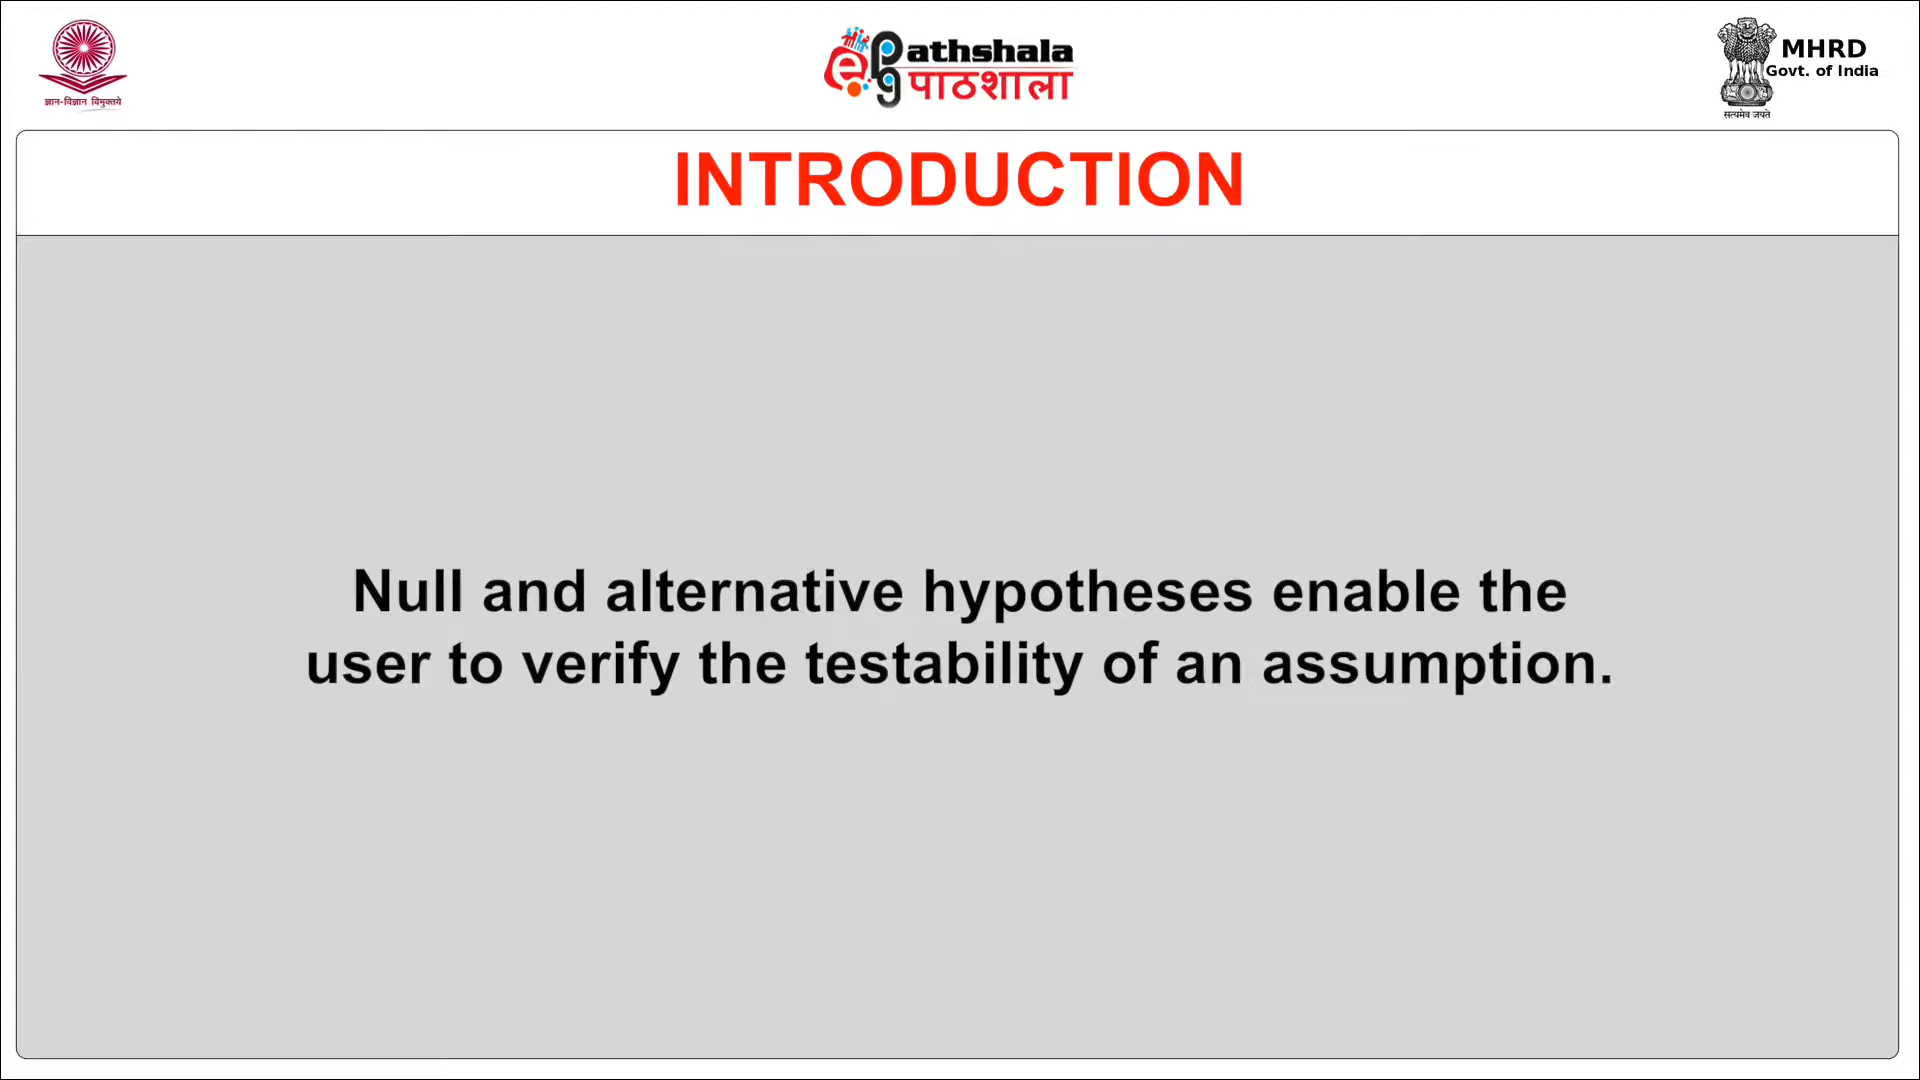 ज्ञान-विज्ञान विमुक्तये
ePG athshala
पाठशाला
MHRD
Govt. of India
सत्यमेव जयते
INTRODUCTION
Null and alternative hypotheses enable the
user to verify the testability of an assumption.